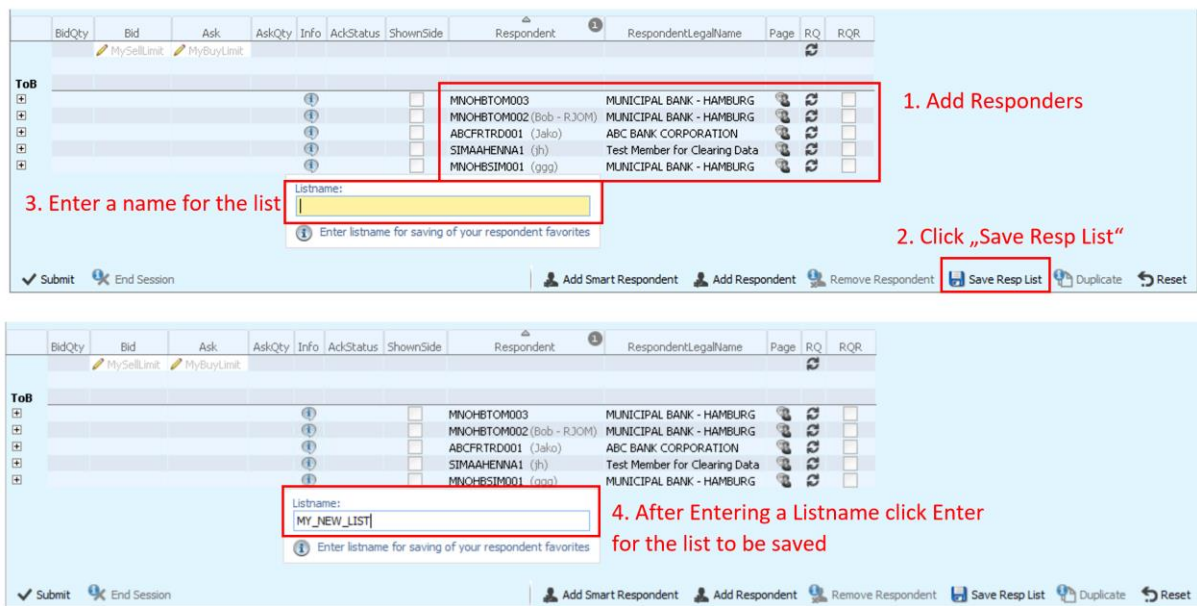 BidQty Bid Ask AskQty Info AckStatus ShownSide Respondent 1 RespondentLegalName Page RQ RQR
MySellLimit MyBuyLimit
ToB
MNOHBTOM003 MUNICIPAL BANK - HAMBURG
1. Add Responders
MNOHBTOM002 (Bob - RJOM) MUNICIPAL BANK - HAMBURG
ABCFRTRD001 (Jako) ABC BANK CORPORATION
SIMAAHENNA1 (jh) Test Member for Clearing Data
MNOHBSIM001 (ggg) MUNICIPAL BANK - HAMBURG
Listname:
3. Enter a name for the list
Enter listname for saving of your respondent favorites
2. Click „Save Resp List“
Submit End Session Add Smart Respondent Add Respondent Remove Respondent Save Resp List Duplicate Reset
BidQty Bid Ask AskQty Info AckStatus ShownSide Respondent 1 RespondentLegalName Page RQ RQR
MySellLimit MyBuyLimit
ToB
MNOHBTOM003 MUNICIPAL BANK - HAMBURG
MNOHBTOM002 (Bob - RJOM) MUNICIPAL BANK - HAMBURG
ABCFRTRD001 (Jako) ABC BANK CORPORATION
SIMAAHENNA1 (jh) Test Member for Clearing Data
MNOHBSIM001 (ggg) MUNICIPAL BANK - HAMBURG
Listname:
MY_NEW_LIST
4. After Entering a Listname click Enter
for the list to be saved
Enter listname for saving of your respondent favorites
Submit End Session Add Smart Respondent Add Respondent Remove Respondent Save Resp List Duplicate Reset